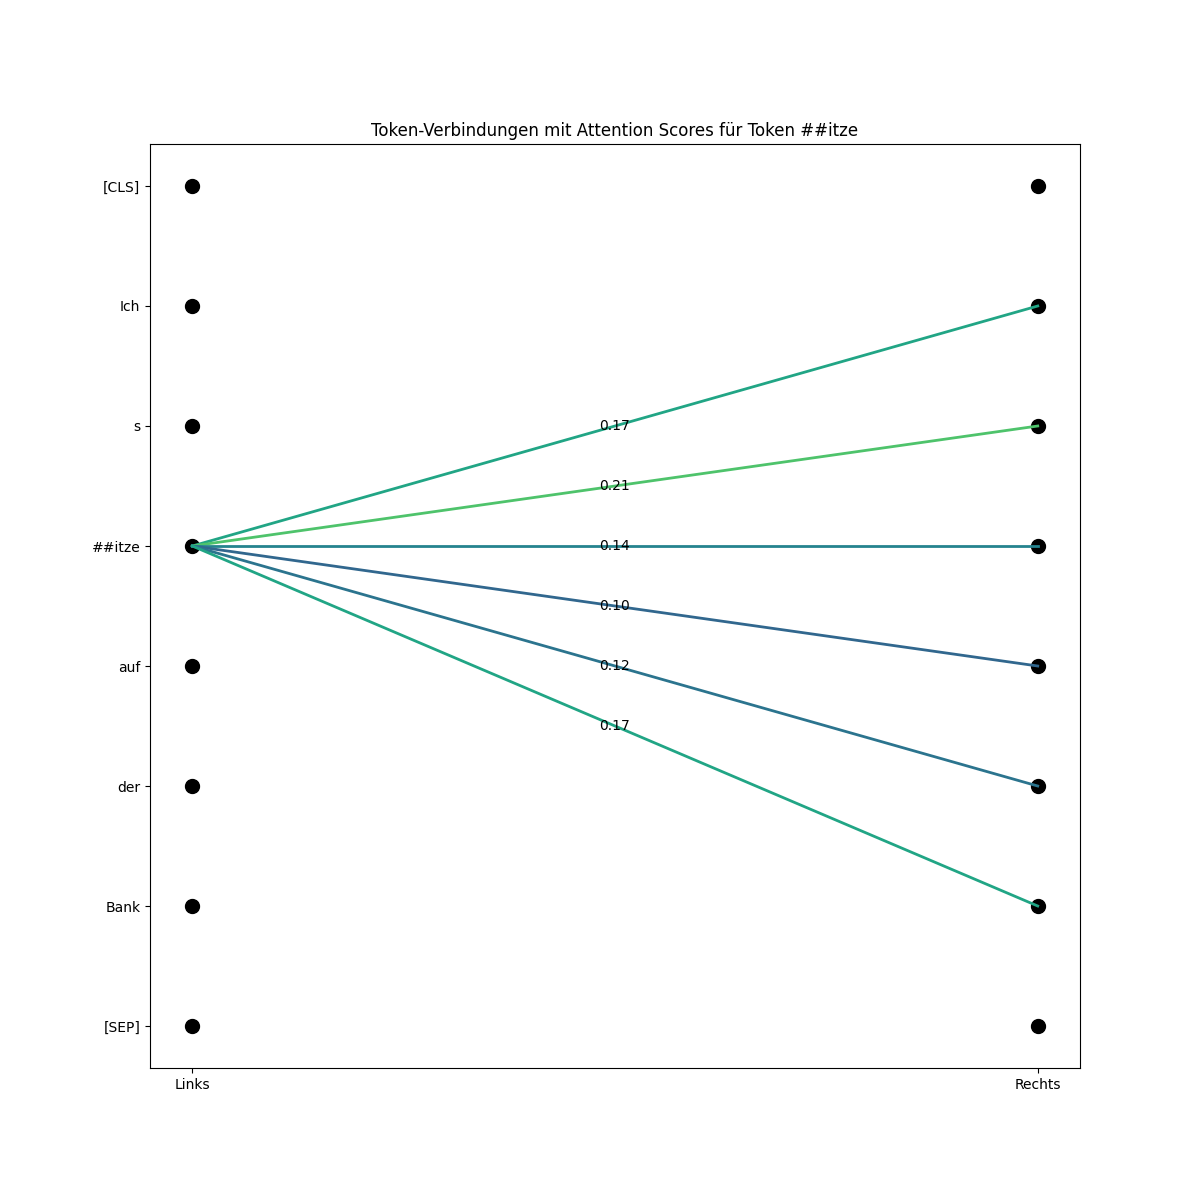 Token-Verbindungen mit Attention Scores für Token ##itze
[CLS]
Ich
s
0.17
0.21
##itze
0.14
0.10
auf
0.12
0.17
der
Bank
[SEP]
Links
Rechts